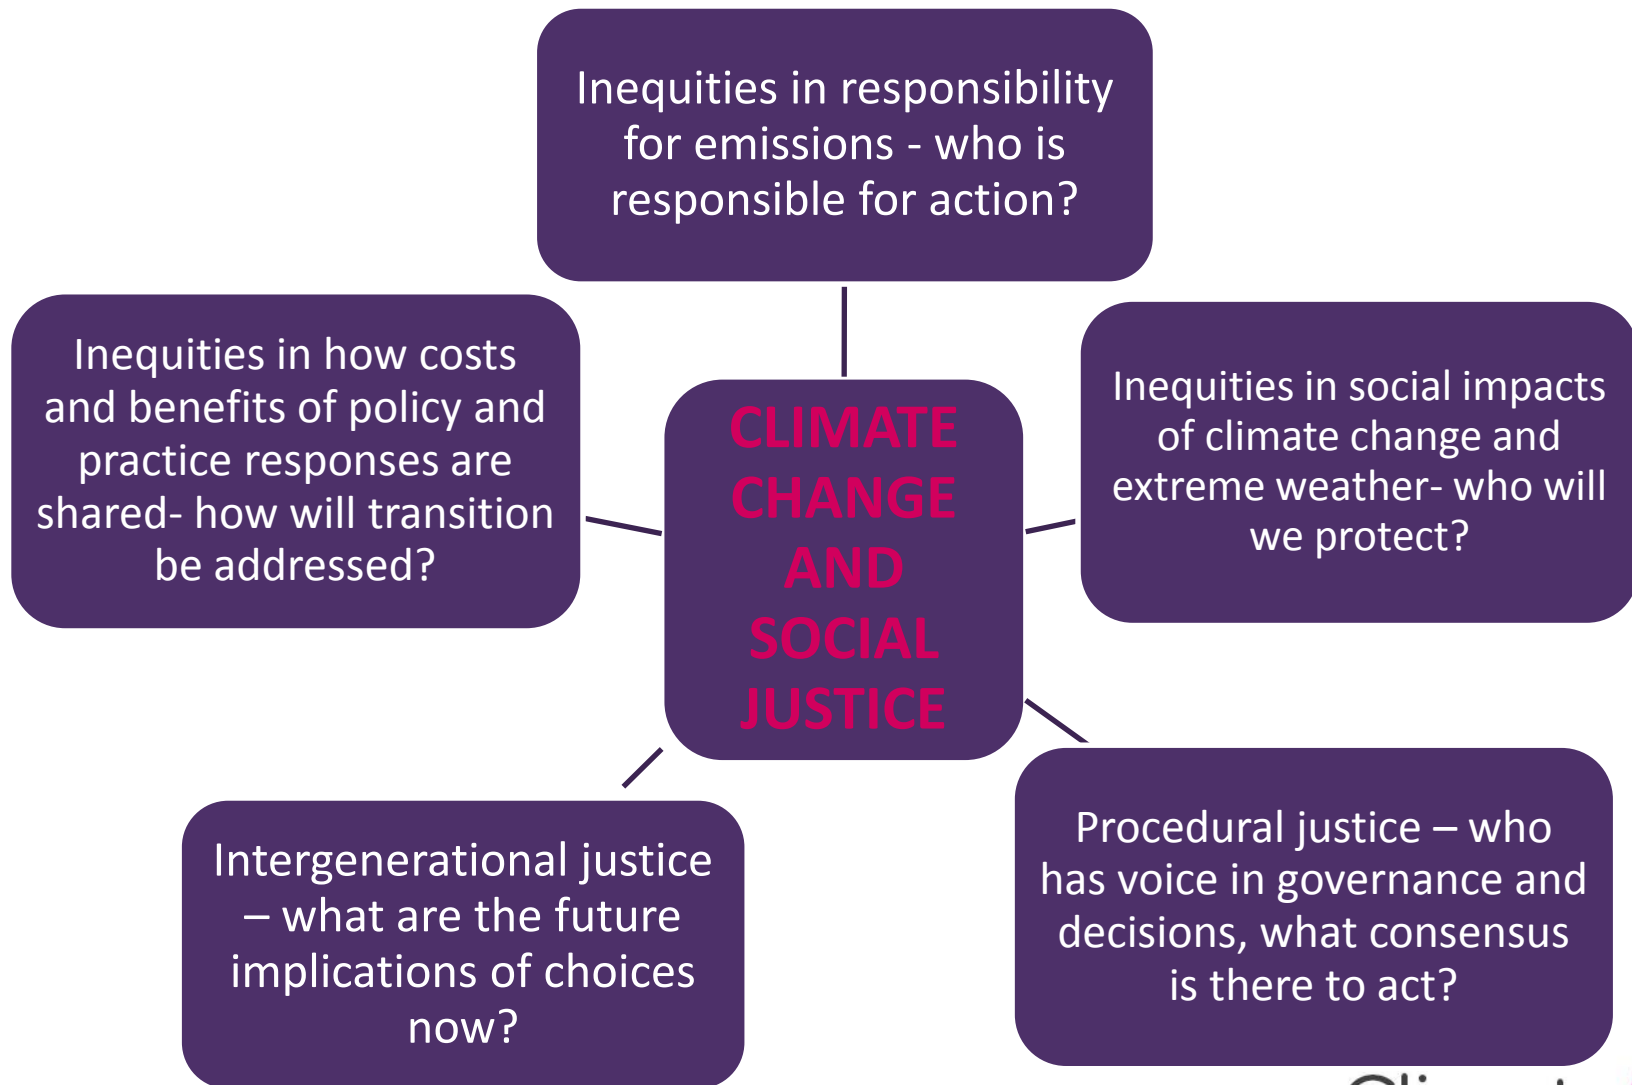 Inequities in responsibility
for emissions - who is
responsible for action?
Inequities in how costs
and benefits of policy and
practice responses are
shared- how will transition
be addressed?
CLIMATE
CHANGE
AND
SOCIAL
JUSTICE
Inequities in social impacts
of climate change and
extreme weather- who will
we protect?
Intergenerational justice
– what are the future
implications of choices
now?
Procedural justice – who
has voice in governance and
decisions, what consensus
is there to act?